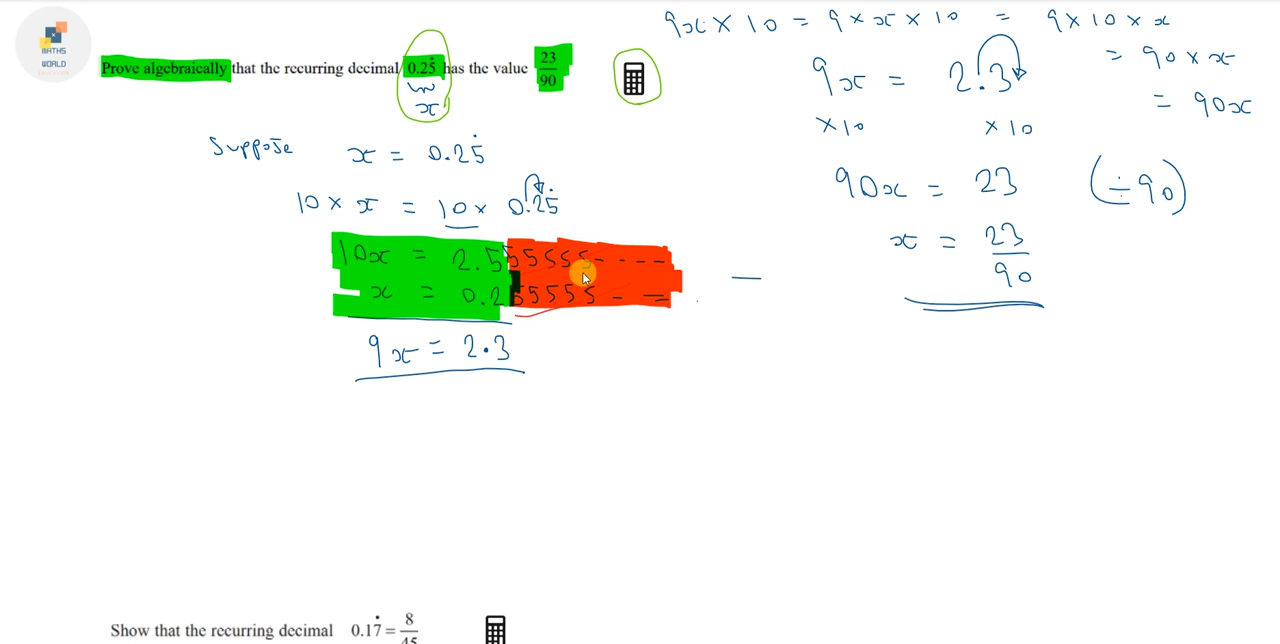 MATHS
WORLD
Prove algebraically that the recurring decimal 0.25̇ has the value 23/90
x
Suppose x = 0.25̇
10 × x = 10 × 0.25̇
10x = 2.5555555----
x = 0.255555---
9x = 2.3
9x × 10 = 9 × x × 10 = 9 × 10 × x
= 90 × x
= 90x
9x = 2.3
×10 ×10
90x = 23 (÷90)
x = 23/90
Show that the recurring decimal 0.17̇ = 8/45